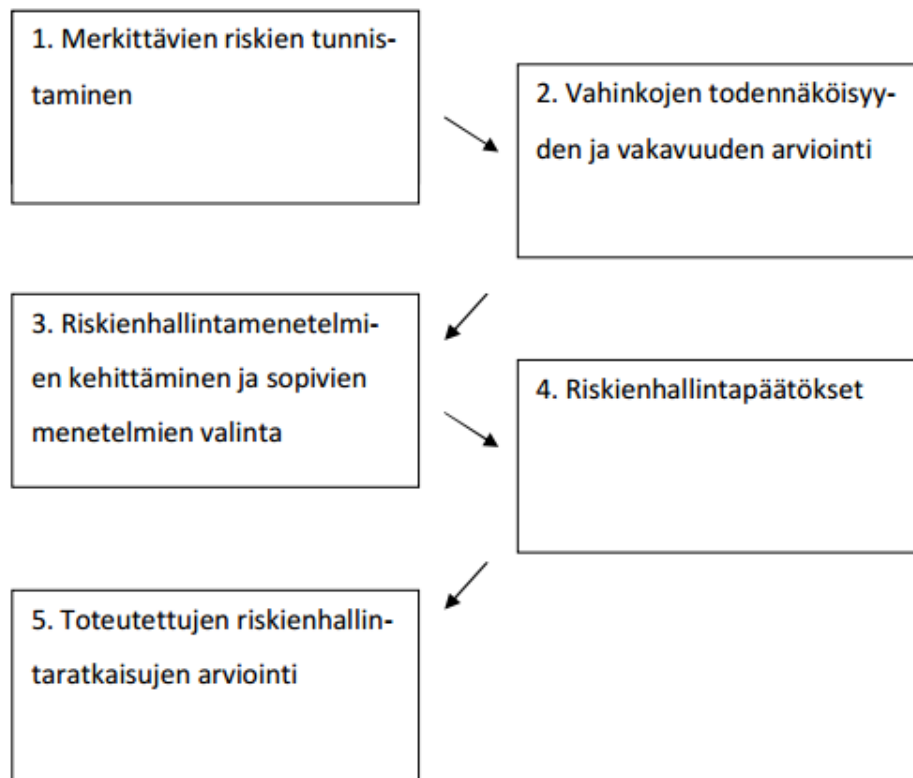 1. Merkittävien riskien tunnis-
taminen
2. Vahinkojen todennäköisyy-
den ja vakavuuden arviointi
3. Riskienhallintamenetelmi-
en kehittäminen ja sopivien
menetelmien valinta
4. Riskienhallintapäätökset
5. Toteutettujen riskienhallin-
taratkaisujen arviointi